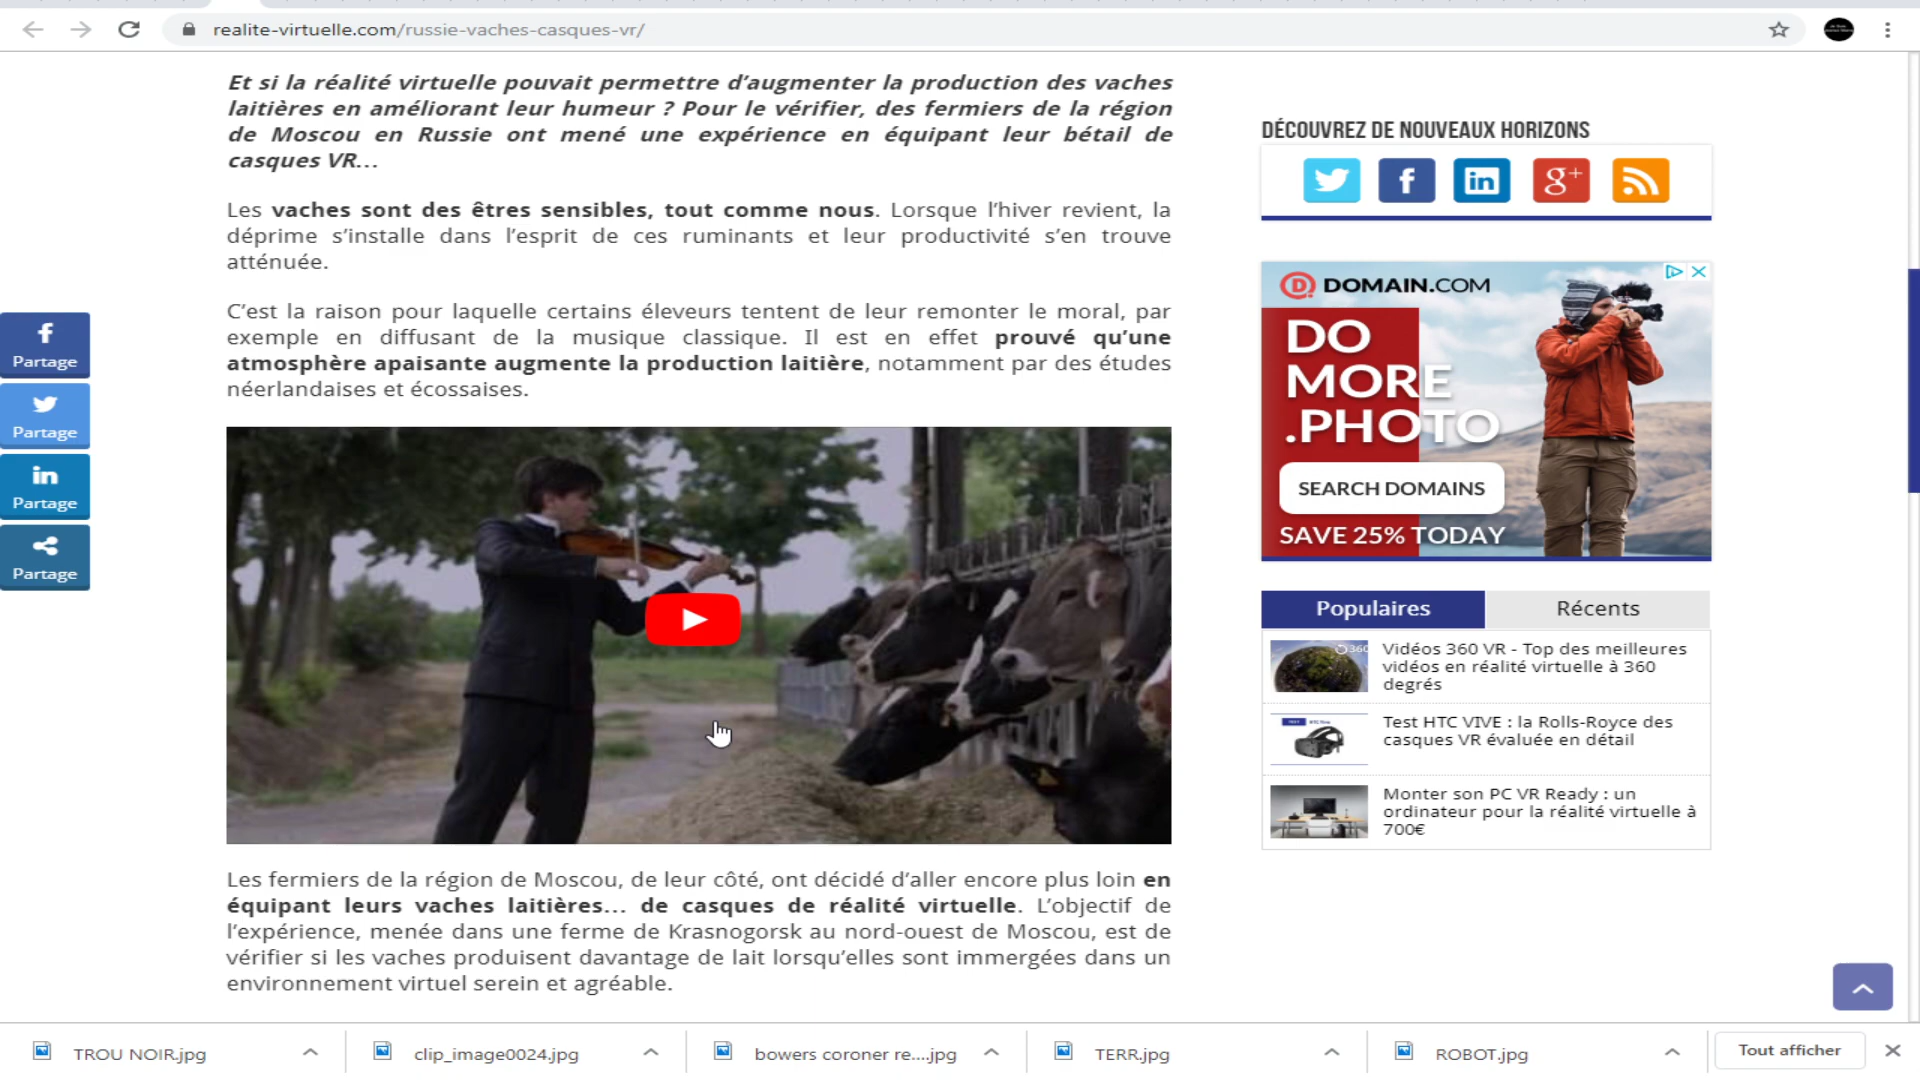 realite-virtuelle.com/russie-vaches-casques-vr/
Et si la réalité virtuelle pouvait permettre d’augmenter la production des vaches
laitières en améliorant leur humeur ? Pour le vérifier, des fermiers de la région
de Moscou en Russie ont mené une expérience en équipant leur bétail de
casques VR…
Les vaches sont des êtres sensibles, tout comme nous. Lorsque l’hiver revient, la
déprime s’installe dans l’esprit de ces ruminants et leur productivité s’en trouve
atténuée.
C’est la raison pour laquelle certains éleveurs tentent de leur remonter le moral, par
exemple en diffusant de la musique classique. Il est en effet prouvé qu’une
atmosphère apaisante augmente la production laitière, notamment par des études
néerlandaises et écossaises.
Partage
Partage
Partage
Partage
Les fermiers de la région de Moscou, de leur côté, ont décidé d’aller encore plus loin en
équipant leurs vaches laitières… de casques de réalité virtuelle. L’objectif de
l’expérience, menée dans une ferme de Krasnogorsk au nord-ouest de Moscou, est de
vérifier si les vaches produisent davantage de lait lorsqu’elles sont immergées dans un
environnement virtuel serein et agréable.
DÉCOUVREZ DE NOUVEAUX HORIZONS
DOMAIN.COM
DO
MORE
.PHOTO
SEARCH DOMAINS
SAVE 25% TODAY
Populaires
Récents
Vidéos 360 VR - Top des meilleures
vidéos en réalité virtuelle à 360
degrés
Test HTC VIVE : la Rolls-Royce des
casques VR évaluée en détail
Monter son PC VR Ready : un
ordinateur pour la réalité virtuelle à
700€
TROU NOIR.jpg
clip_image0024.jpg
bowers coroner re....jpg
TERR.jpg
ROBOT.jpg
Tout afficher